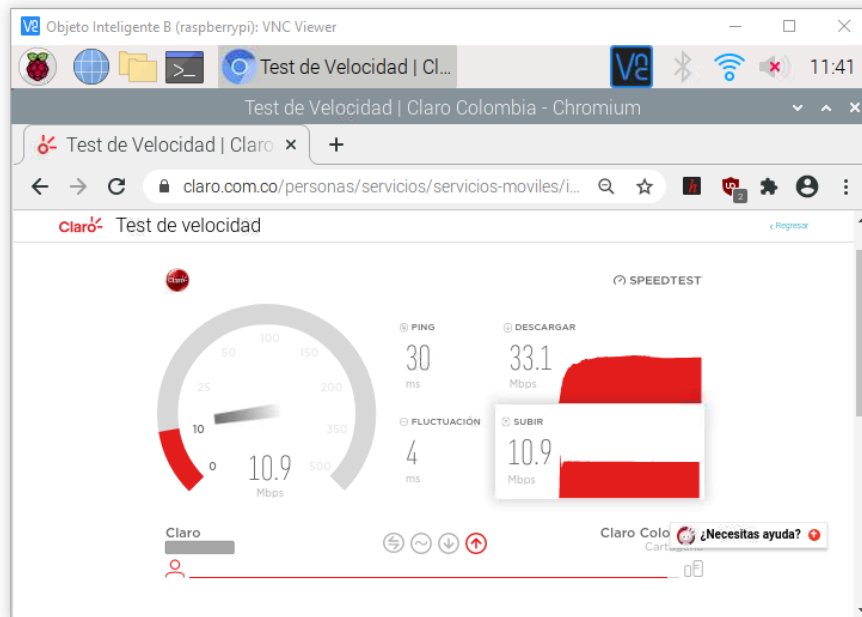 Objeto Inteligente B (raspberrypi): VNC Viewer
Test de Velocidad | Cl...
11:41
Test de Velocidad | Claro Colombia - Chromium
Test de Velocidad | Claro
claro.com.co/personas/servicios/servicios-moviles/i...
2
Claro Test de velocidad
‹ Regresar
Claro
SPEEDTEST
PING
30
ms
DESCARGAR
33.1
Mbps
FLUCTUACIÓN
4
ms
SUBIR
10.9
Mbps
0
10
25
50
100
150
200
350
500
10.9
Mbps
Claro
Claro Colo
¿Necesitas ayuda?